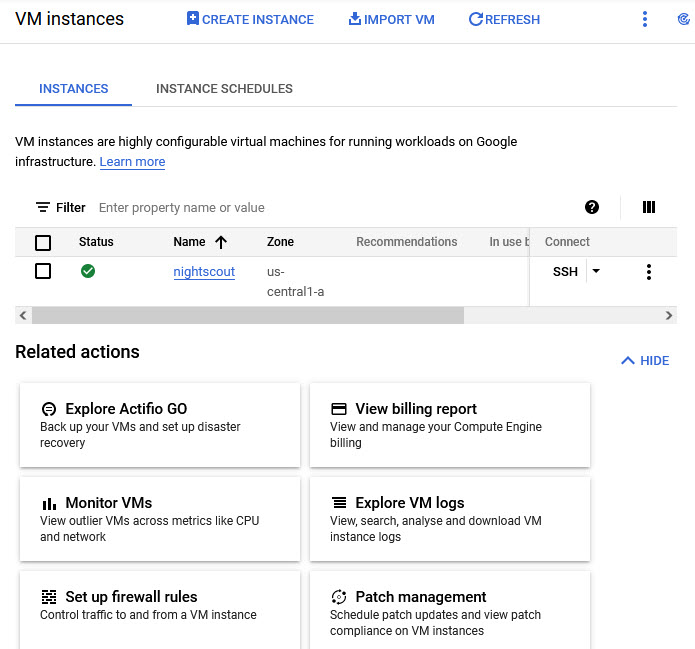 VM instances
CREATE INSTANCE
IMPORT VM
REFRESH
INSTANCES
INSTANCE SCHEDULES
VM instances are highly configurable virtual machines for running workloads on Google
infrastructure. Learn more
Filter Enter property name or value
Status Name Zone Recommendations In use Connect
nightscout us-
central1-a
SSH
Related actions
HIDE
Explore Actifio GO
Back up your VMs and set up disaster
recovery
View billing report
View and manage your Compute Engine
billing
Monitor VMs
View outlier VMs across metrics like CPU
and network
Explore VM logs
View, search, analyse and download VM
instance logs
Set up firewall rules
Control traffic to and from a VM instance
Patch management
Schedule patch updates and view patch
compliance on VM instances